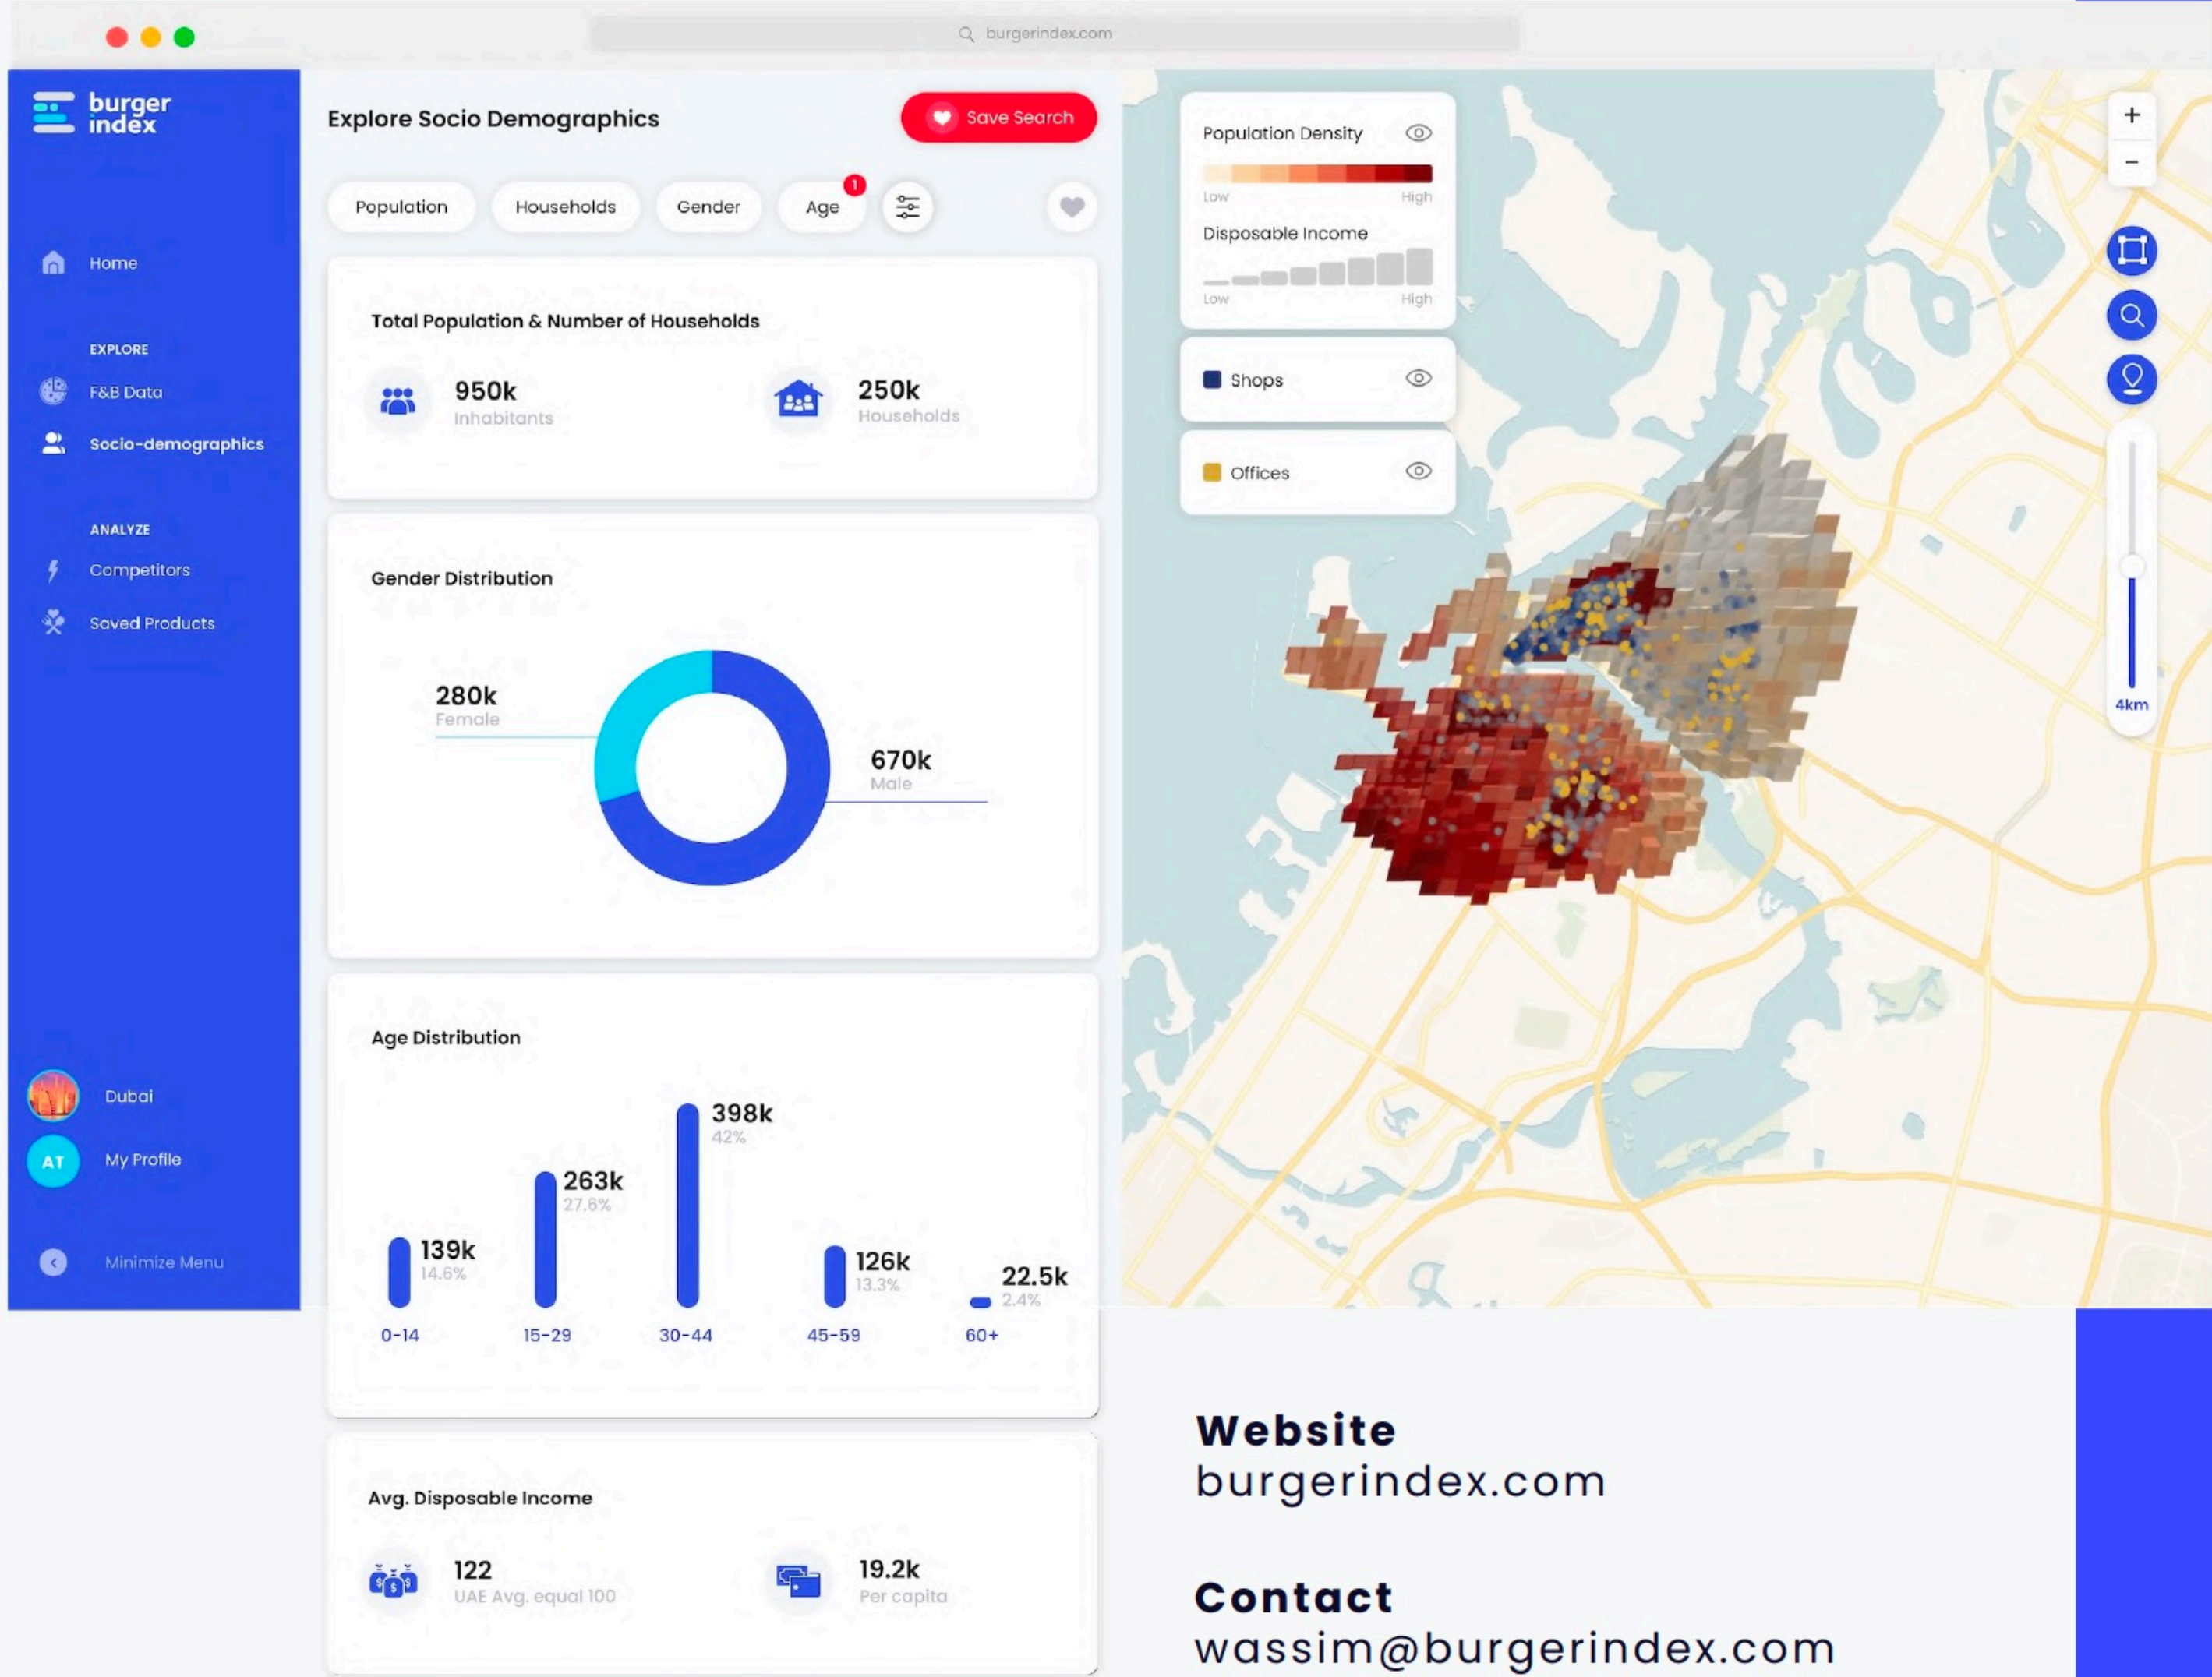 burgerindex.com
burger
index
Home
EXPLORE
F&B Data
Socio-demographics
ANALYZE
Competitors
Saved Products
Dubai
AT
My Profile
Minimize Menu
Explore Socio Demographics
Save Search
Population
Households
Gender
Age
1
Total Population & Number of Households
950k
Inhabitants
250k
Households
Gender Distribution
280k
Female
670k
Male
Age Distribution
139k
14.6%
263k
27.6%
398k
42%
126k
13.3%
22.5k
2.4%
0-14
15-29
30-44
45-59
60+
Avg. Disposable Income
122
UAE Avg. equal 100
19.2k
Per capita
Population Density
Low
High
Disposable Income
Low
High
Shops
Offices
+
-
4km
Website
burgerindex.com
Contact
wassim@burgerindex.com